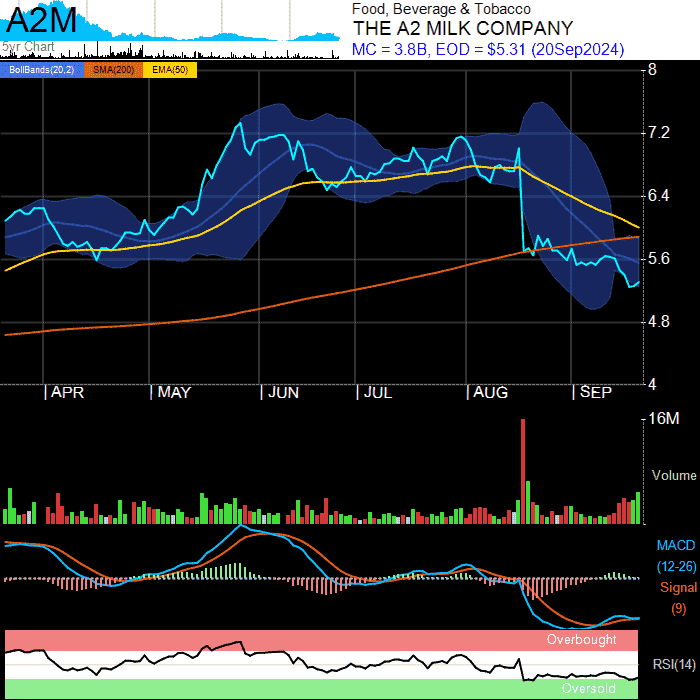 A2M
5yr Chart
Food, Beverage & Tobacco
THE A2 MILK COMPANY
MC = 3.8B, EOD = $5.31 (20Sep2024)
BollBands(20,2) SMA(200) EMA(50)
8
7.2
6.4
5.6
4.8
4
APR MAY JUN JUL AUG SEP
16M
Volume
MACD
(12-26)
Signal
(9)
Overbought
RSI(14)
Oversold